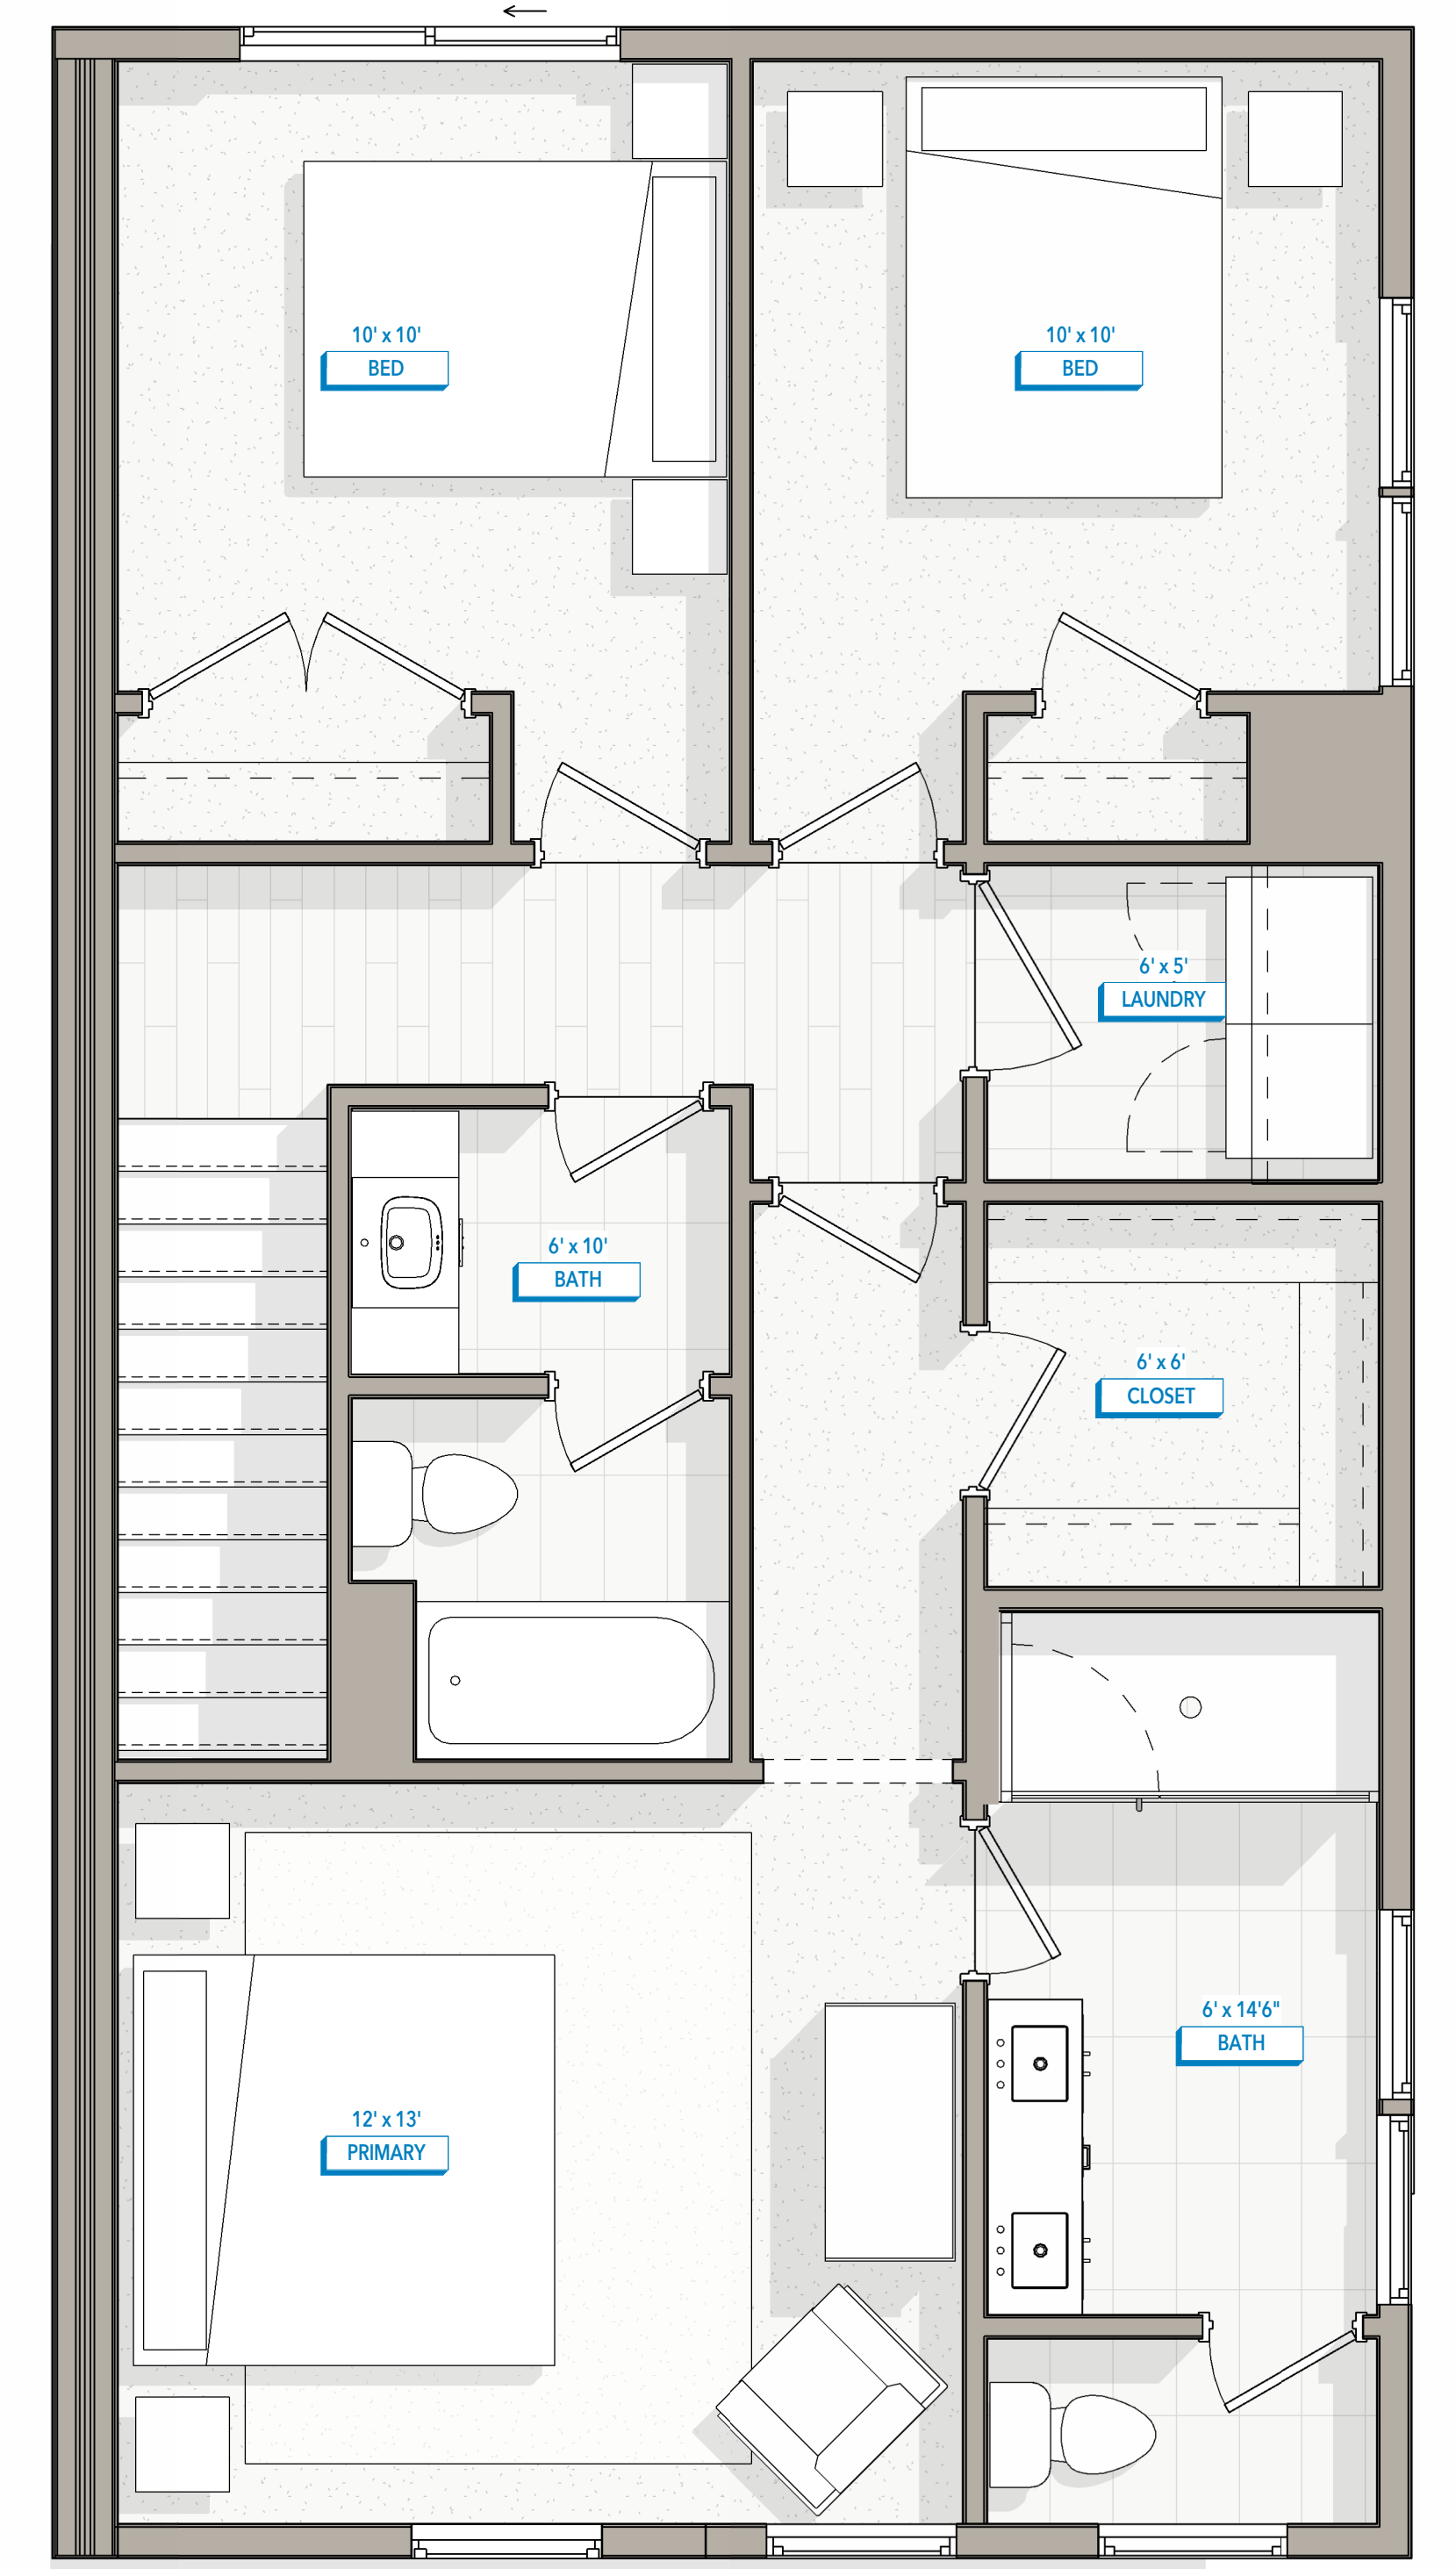 10' x 10'
BED
10' x 10'
BED
6' x 5'
LAUNDRY
6' x 10'
BATH
6' x 6'
CLOSET
6' x 14'6"
BATH
12' x 13'
PRIMARY